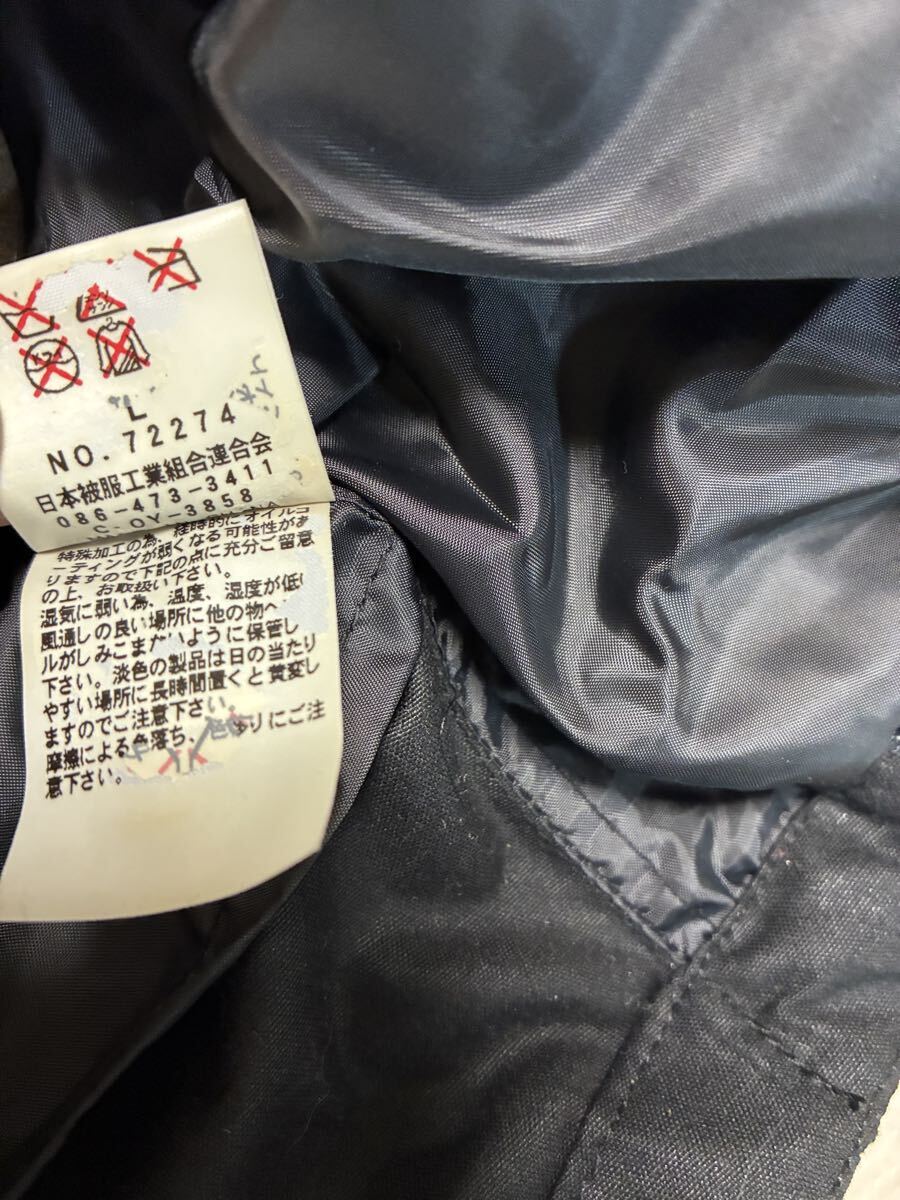 L
NO. 72274
日本被服工業組合連合会
086-473-3411
C. OY-3858
特殊加工の為、経時的にオイルコ
ーティングが弱くなる可能性があ
りますので下記の点に充分ご留意
の上、お取扱い下さい。
湿気に弱い為、温度、湿度が低い
風通しの良い場所に他の物へ
ルがしみこまないように保管し
下さい。淡色の製品は日の当たり
やすい場所に長時間置くと黄変し
ますのでご注意下さい。
摩擦による色落ち、色移りにご注
意下さい。